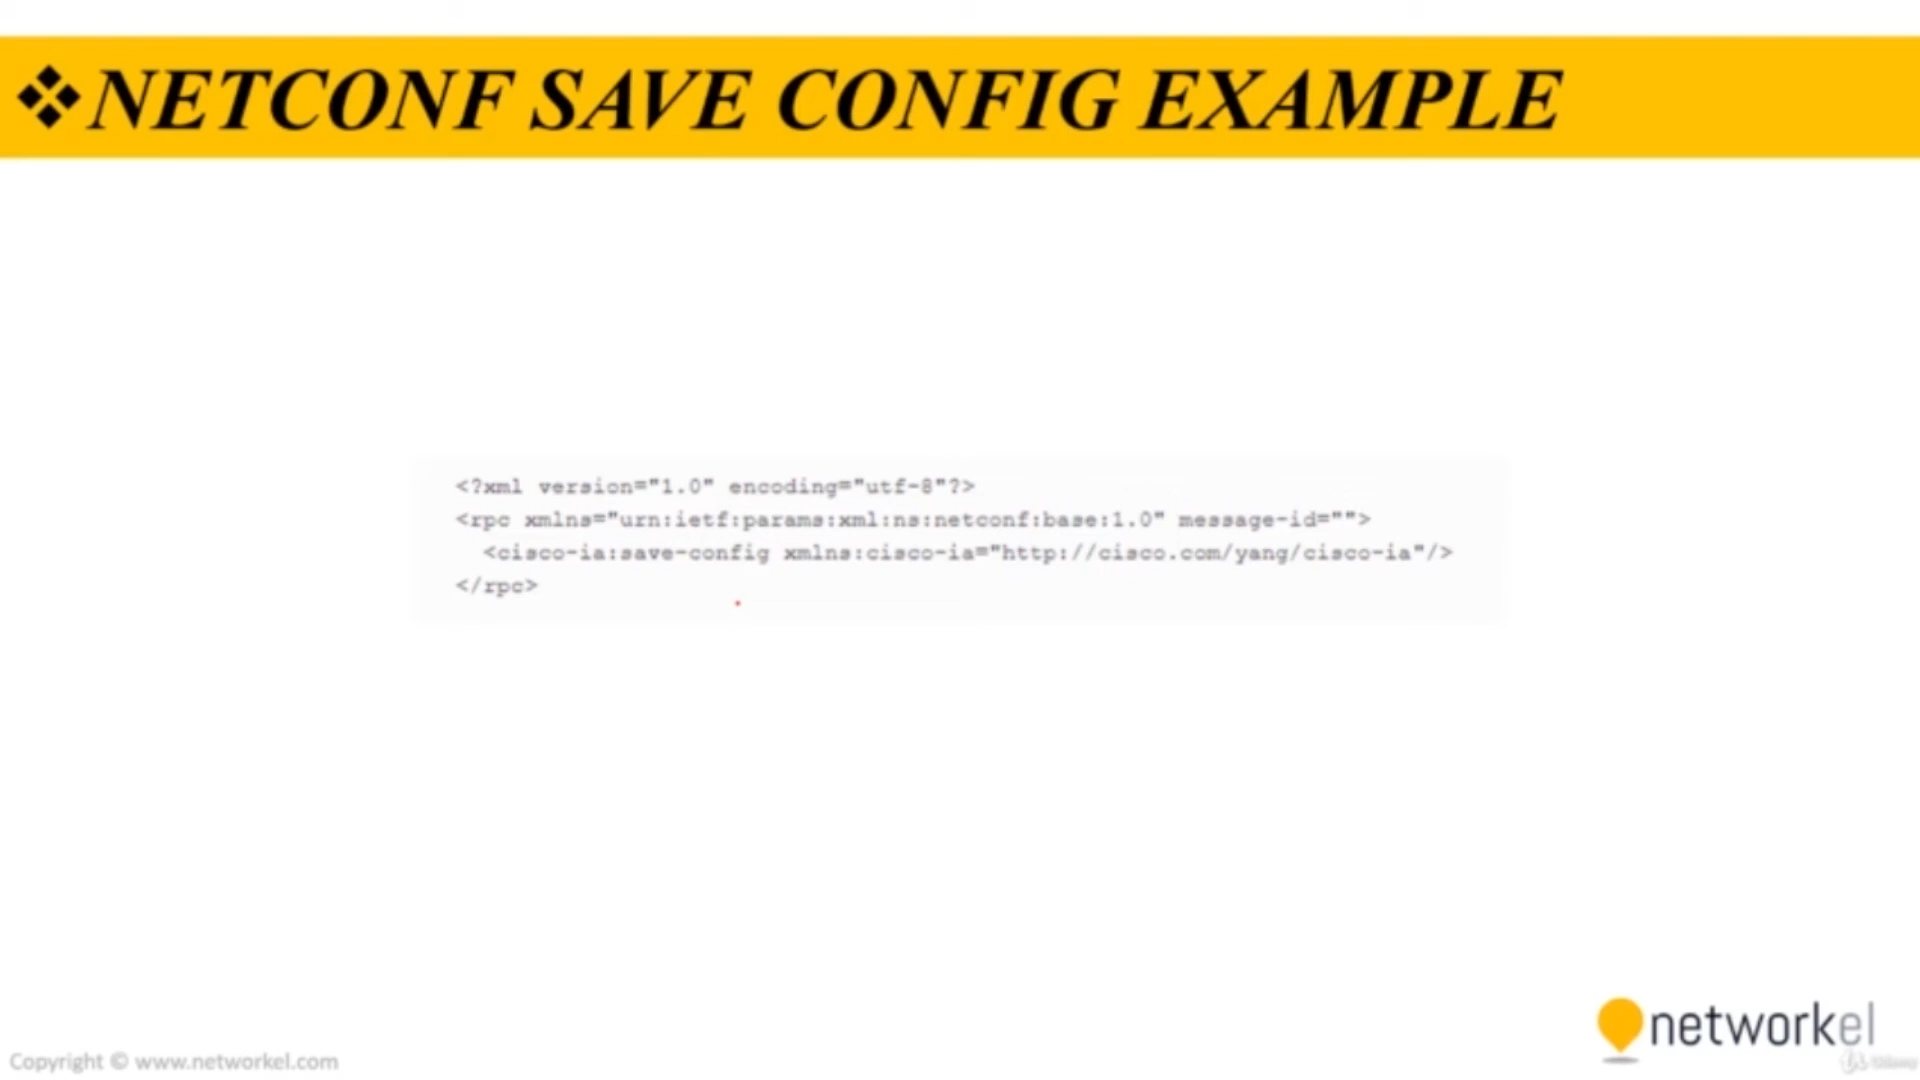 ❖NETCONF SAVE CONFIG EXAMPLE
<?xml version="1.0" encoding="utf-8"?>
<rpc xmlns="urn:ietf:params:xml:ns:netconf:base:1.0" message-id="">
  <cisco-ia:save-config xmlns:cisco-ia="http://cisco.com/yang/cisco-ia"/>
</rpc>
networkel
Copyright © www.networkel.com